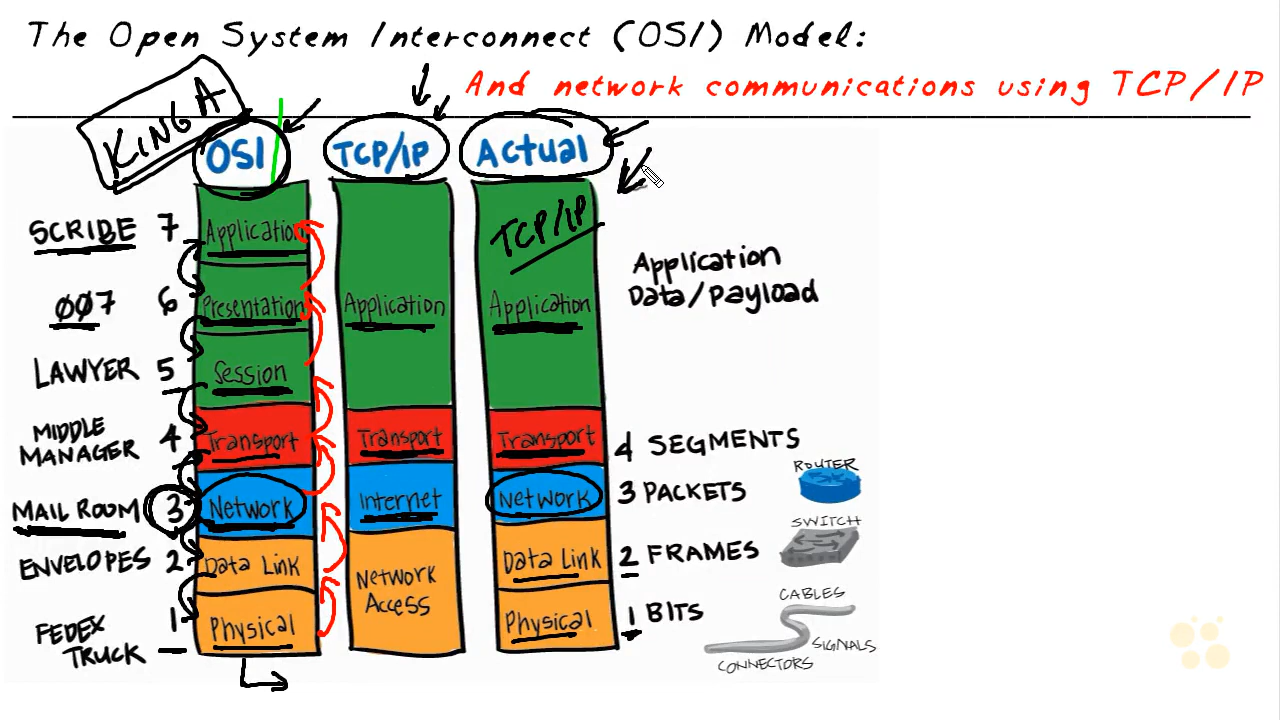 The Open System Interconnect (OSI) Model:
And network communications using TCP/IP
KING A
OSI
TCP/IP
Actual
SCRIBE 7
Application
TCP/IP
Application
Data/Payload
007 6
Presentation
Application
Application
LAWYER 5
Session
MIDDLE
MANAGER 4
Transport
Transport
Transport
4 SEGMENTS
ROUTER
MAIL ROOM 3
Network
Internet
Network
3 PACKETS
SWITCH
ENVELOPES 2
Data Link
Network
Access
Data Link
2 FRAMES
CABLES
FEDEX
TRUCK 1
Physical
Physical
1 BITS
SIGNALS
CONNECTORS